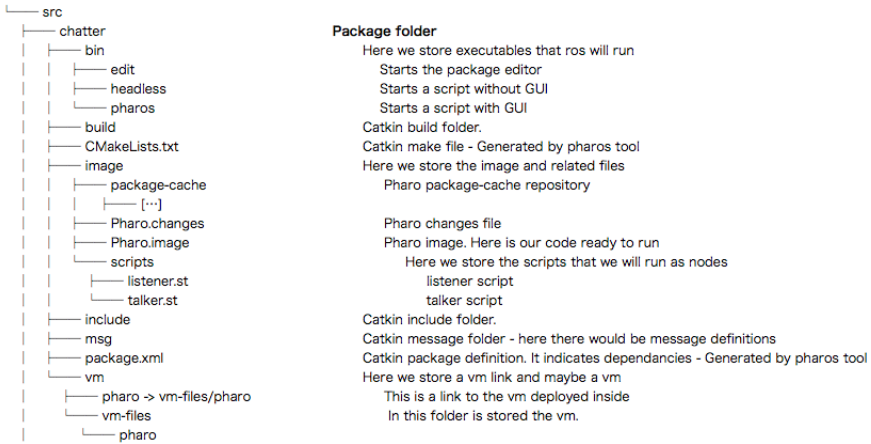 src
chatter Package folder
bin Here we store executables that ros will run
edit Starts the package editor
headless Starts a script without GUI
pharos Starts a script with GUI
build Catkin build folder.
CMakeLists.txt Catkin make file - Generated by pharos tool
image Here we store the image and related files
package-cache Pharo package-cache repository
[…]
Pharo.changes Pharo changes file
Pharo.image Pharo image. Here is our code ready to run
scripts Here we store the scripts that we will run as nodes
listener.st listener script
talker.st talker script
include Catkin include folder.
msg Catkin message folder - here there would be message definitions
package.xml Catkin package definition. It indicates dependancies - Generated by pharos tool
vm Here we store a vm link and maybe a vm
pharo -> vm-files/pharo This is a link to the vm deployed inside
vm-files In this folder is stored the vm.
pharo